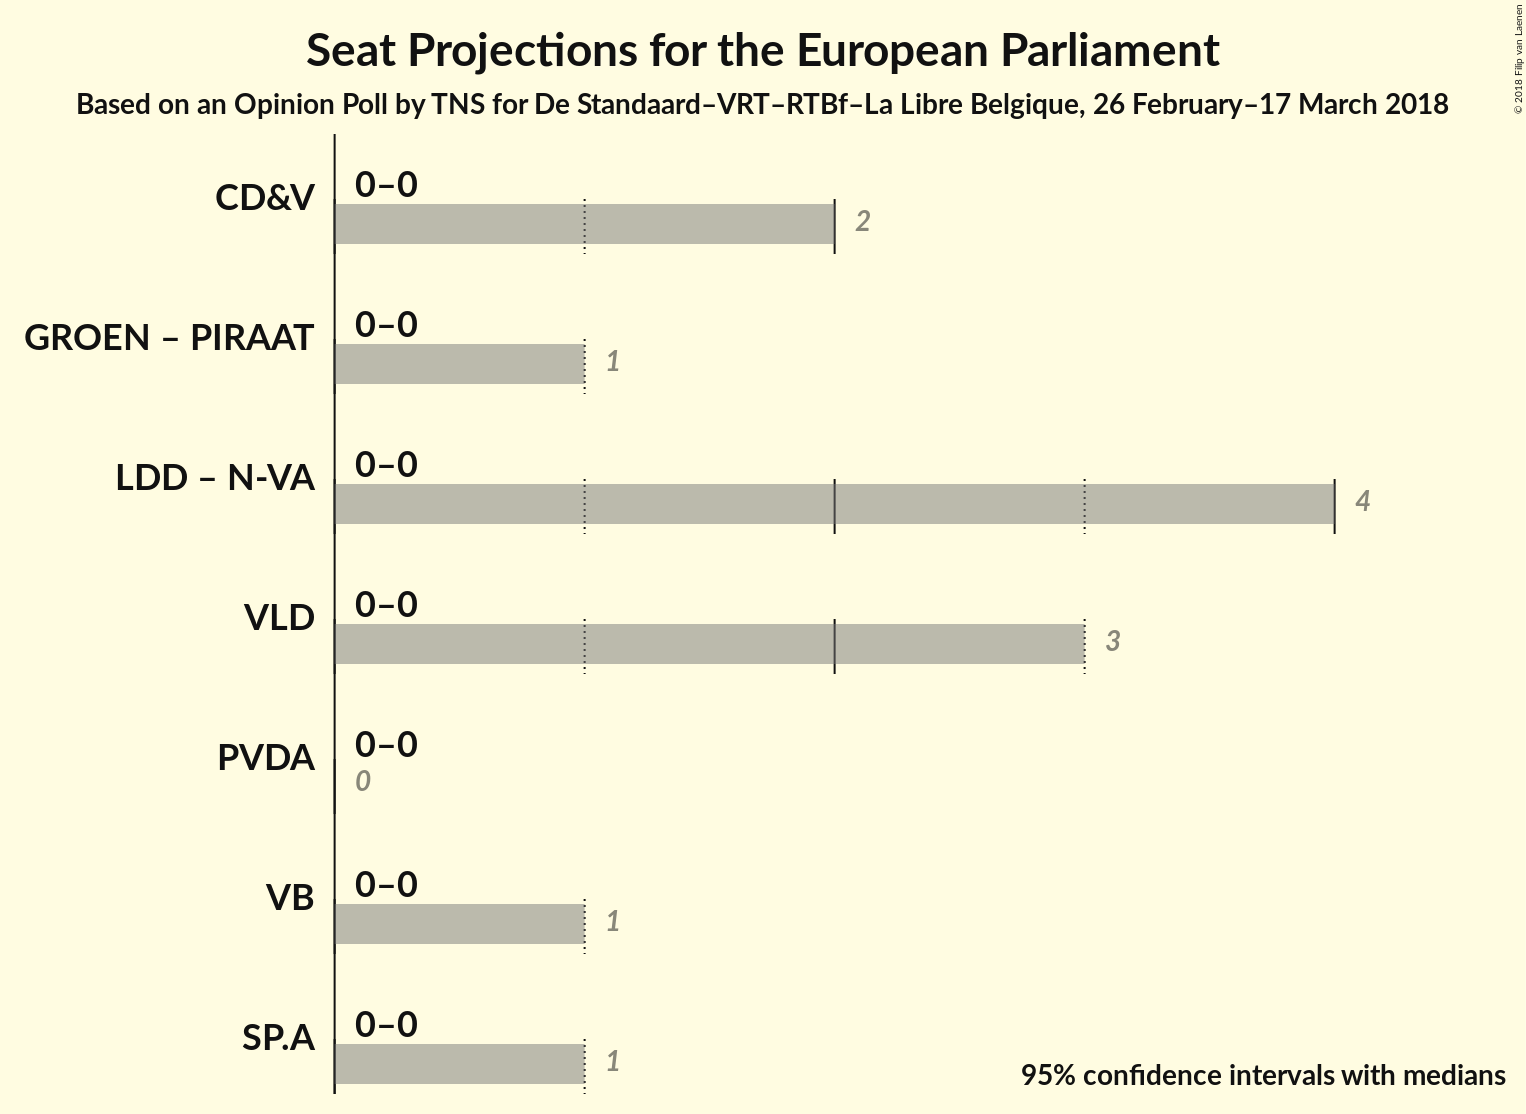 Seat Projections for the European Parliament
Based on an Opinion Poll by TNS for De Standaard–VRT–RTBf–La Libre Belgique, 26 February–17 March 2018
© 2018 Filip van Laenen
CD&V
0–0
2
GROEN – PIRAAT
0–0
1
LDD – N-VA
0–0
4
VLD
0–0
3
PVDA
0–0
0
VB
0–0
1
SP.A
0–0
1
95% confidence intervals with medians